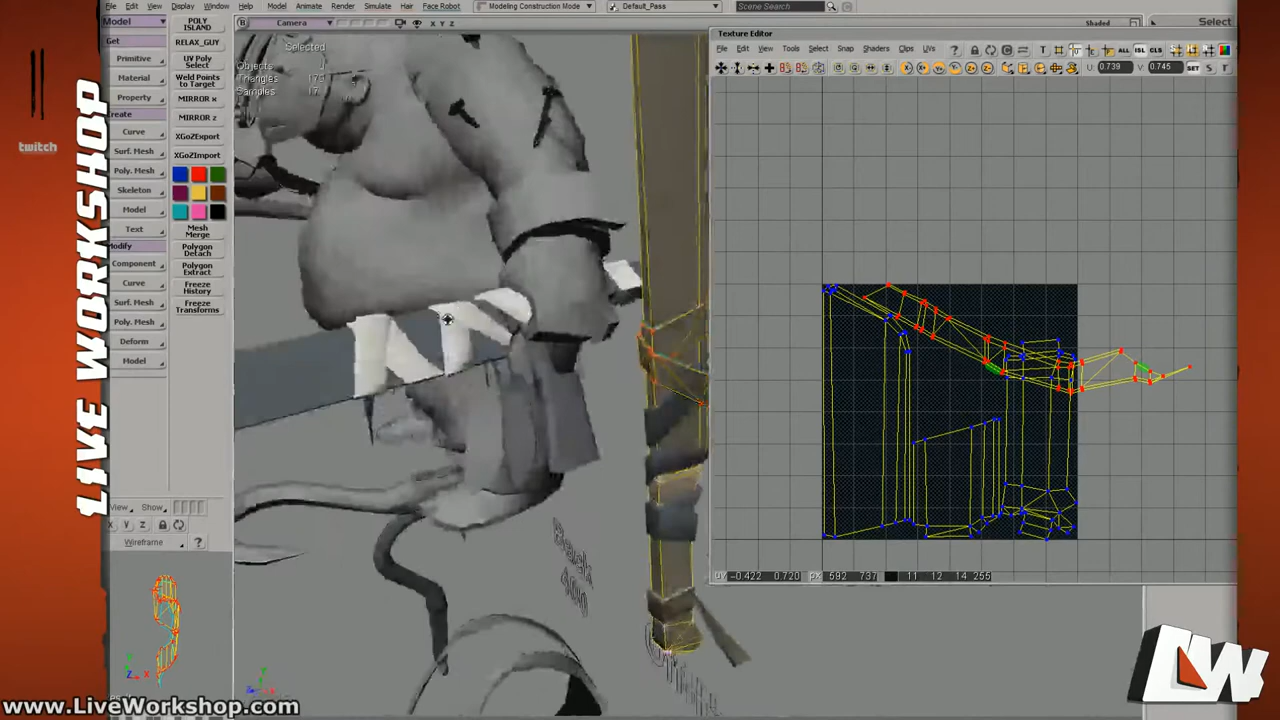 File Edit Display Window Help Model Animate Render Simulate Hair Face Robot Modeling Construction Mode Default_Pass Scene Search
Model
POLY ISLAND
B Camera X Y Z Shaded
Select
Get
RELAX_GUY
Selected
Texture Editor
Primitive
UV Poly Select
Objects
File Edit View Tools Select Snap Shaders Clips UVs
ALL ISL CLS
Material
Weld Points to Target
Triangles
U: 0.739 V: 0.745 SET S T
Property
MIRROR x
Samples
Create
MIRROR z
Curve
XGoZExport
Surf. Mesh
XGoZImport
Poly. Mesh
Skeleton
Model
Text
Mesh Merge
Modify
Polygon Detach
Component
Polygon Extract
Curve
Freeze History
Surf. Mesh
Freeze Transforms
Poly. Mesh
Deform
Model
View Show
X Y Z
Wireframe
UV -0.422 0.720 px 592 737 11 12 14 255
twitch
LIVE WORKSHOP
www.LiveWorkshop.com
LW